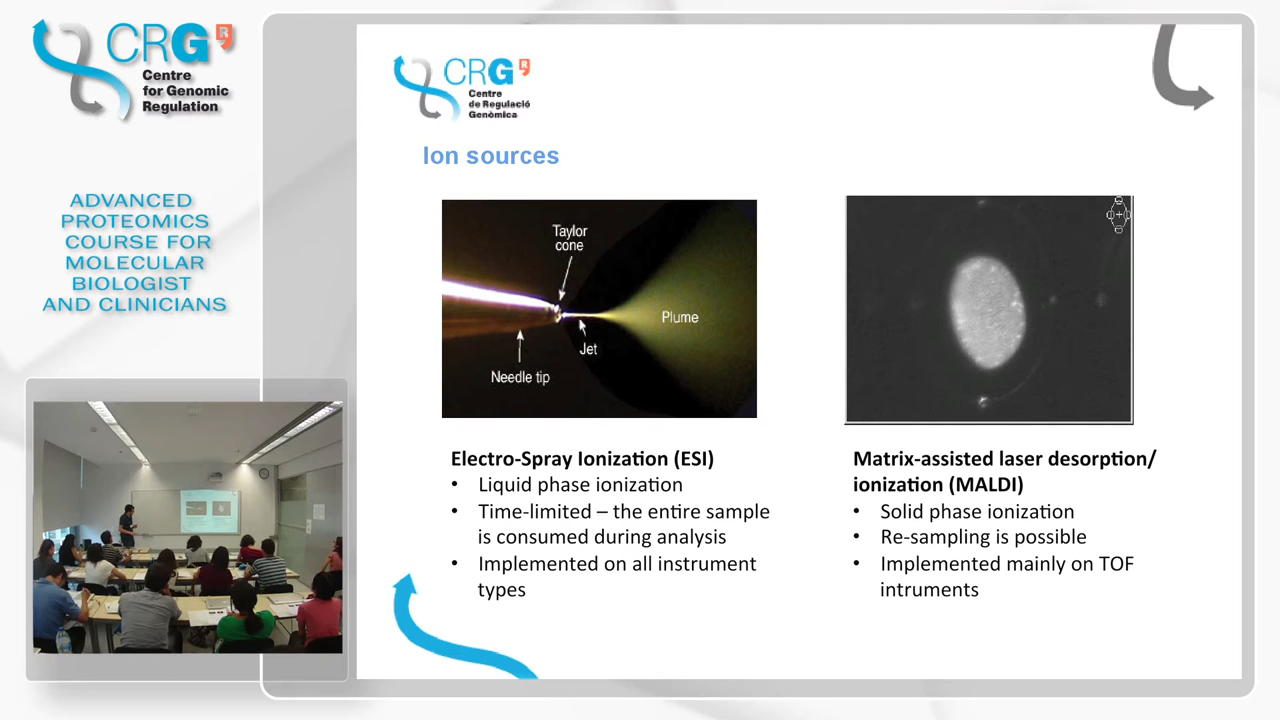 CRG
R
Centre
for Genomic
Regulation
ADVANCED
PROTEOMICS
COURSE FOR
MOLECULAR
BIOLOGIST
AND CLINICIANS
CRG
R
Centre
de Regulació
Genòmica
Ion sources
Taylor
cone
Plume
Jet
Needle tip
Electro-Spray Ionization (ESI)
• Liquid phase ionization
• Time-limited – the entire sample
is consumed during analysis
• Implemented on all instrument
types
Matrix-assisted laser desorption/
ionization (MALDI)
• Solid phase ionization
• Re-sampling is possible
• Implemented mainly on TOF
intruments